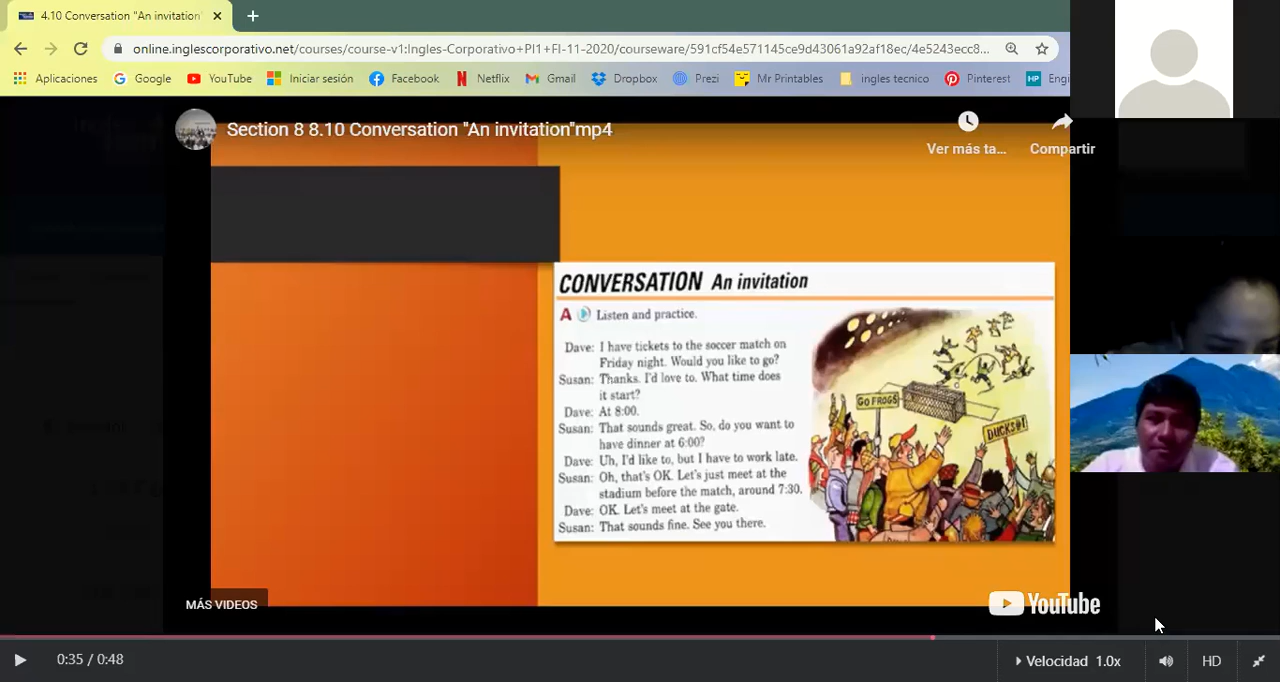 4.10 Conversation "An invitation"
online.inglescorporativo.net/courses/course-v1:Ingles-Corporativo+PI1+FI-11-2020/courseware/591cf54e571145ce9d43061a92af18ec/4e5243ecc8...
Aplicaciones Google YouTube Iniciar sesión Facebook Netflix Gmail Dropbox Prezi Mr Printables ingles tecnico Pinterest HP Engi
Section 8 8.10 Conversation "An invitation"mp4
Ver más ta... Compartir
CONVERSATION An invitation
A Listen and practice.
Dave: I have tickets to the soccer match on
Friday night. Would you like to go?
Susan: Thanks. I'd love to. What time does
it start?
Dave: At 8:00.
Susan: That sounds great. So, do you want to
have dinner at 6:00?
Dave: Uh, I'd like to, but I have to work late.
Susan: Oh, that's OK. Let's just meet at the
stadium before the match, around 7:30.
Dave: OK. Let's meet at the gate.
Susan: That sounds fine. See you there.
GO FROGS
DUCKS#1
MÁS VIDEOS
YouTube
0:35 / 0:48
Velocidad 1.0x
HD